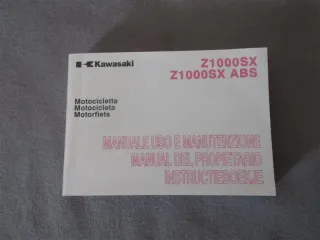 Kawasaki
Z1000SX
Z1000SX ABS
Motocicletta
Motocicleta
Motorfiets
MANUALE USO E MANUTENZIONE
MANUAL DEL PROPIETARIO
INSTRUCTIEBOEKJE